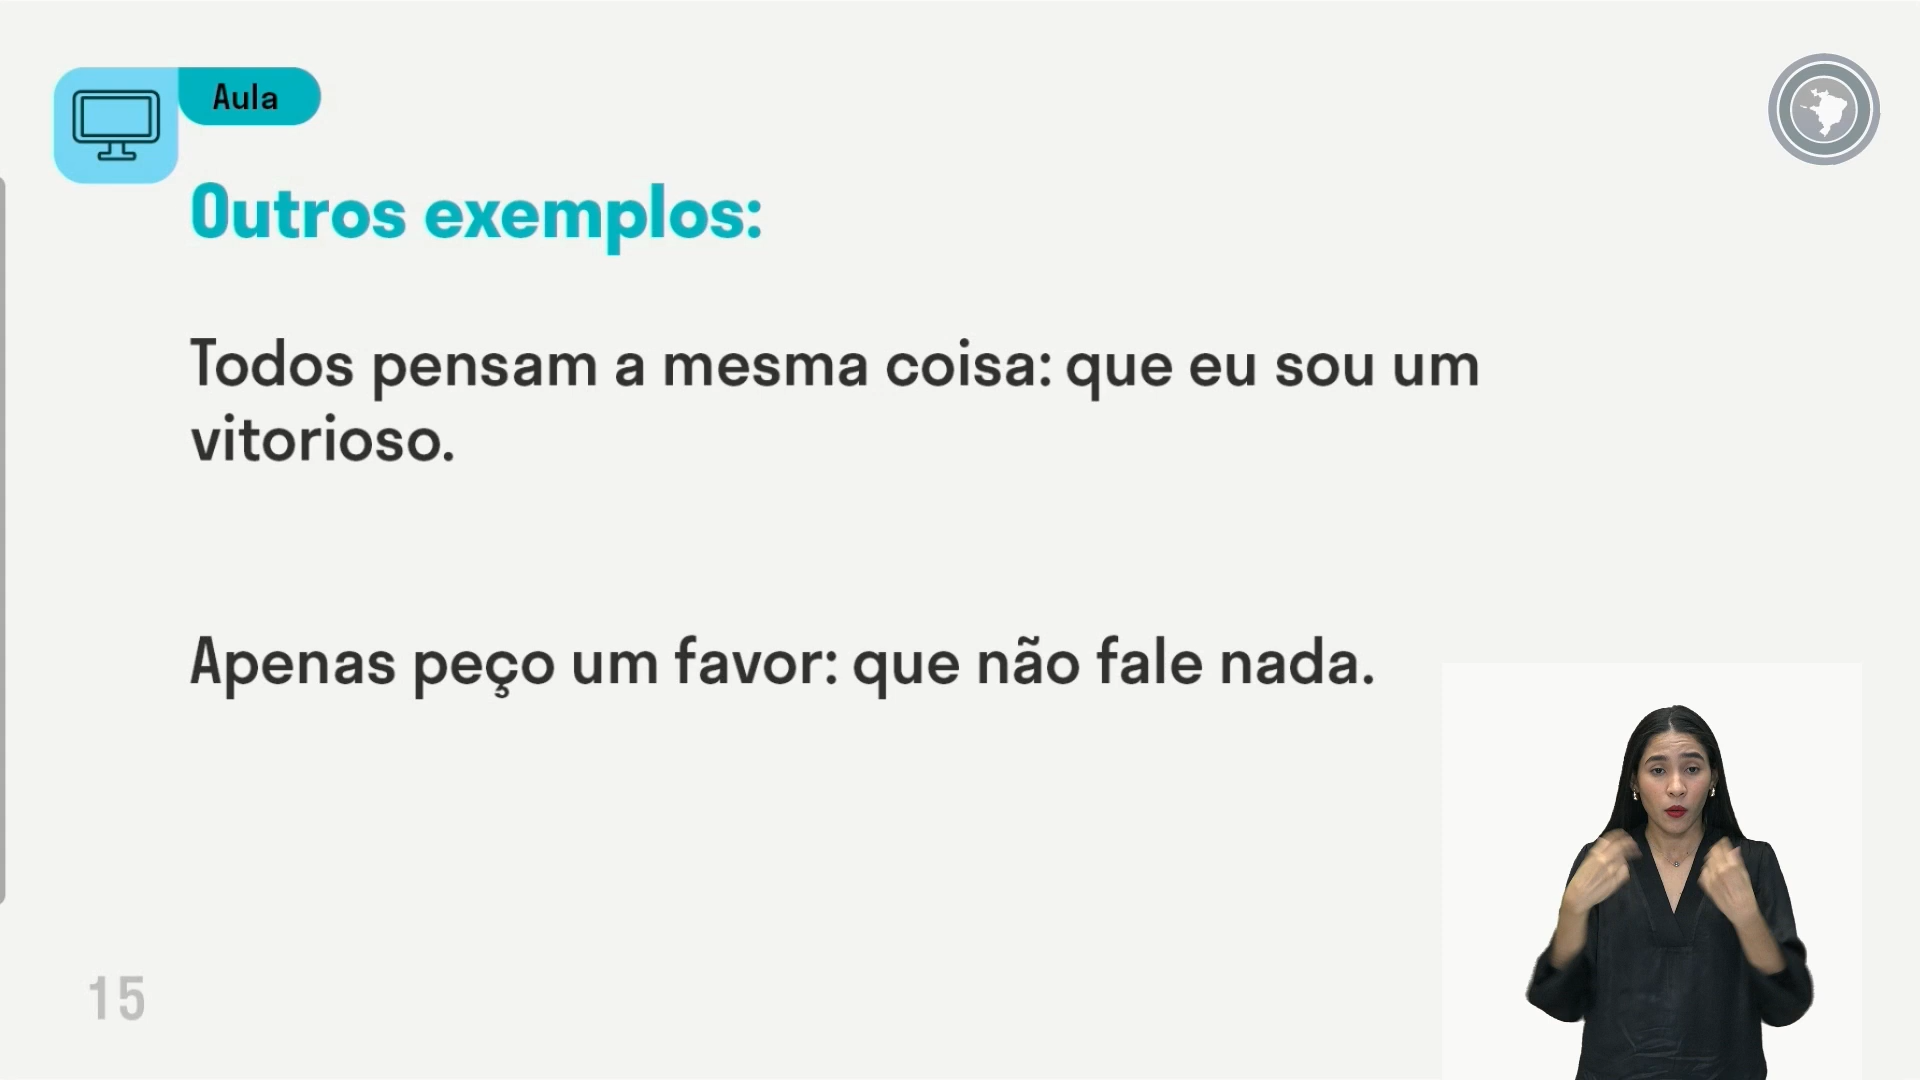 Aula
Outros exemplos:
Todos pensam a mesma coisa: que eu sou um
vitorioso.
Apenas peço um favor: que não fale nada.
15